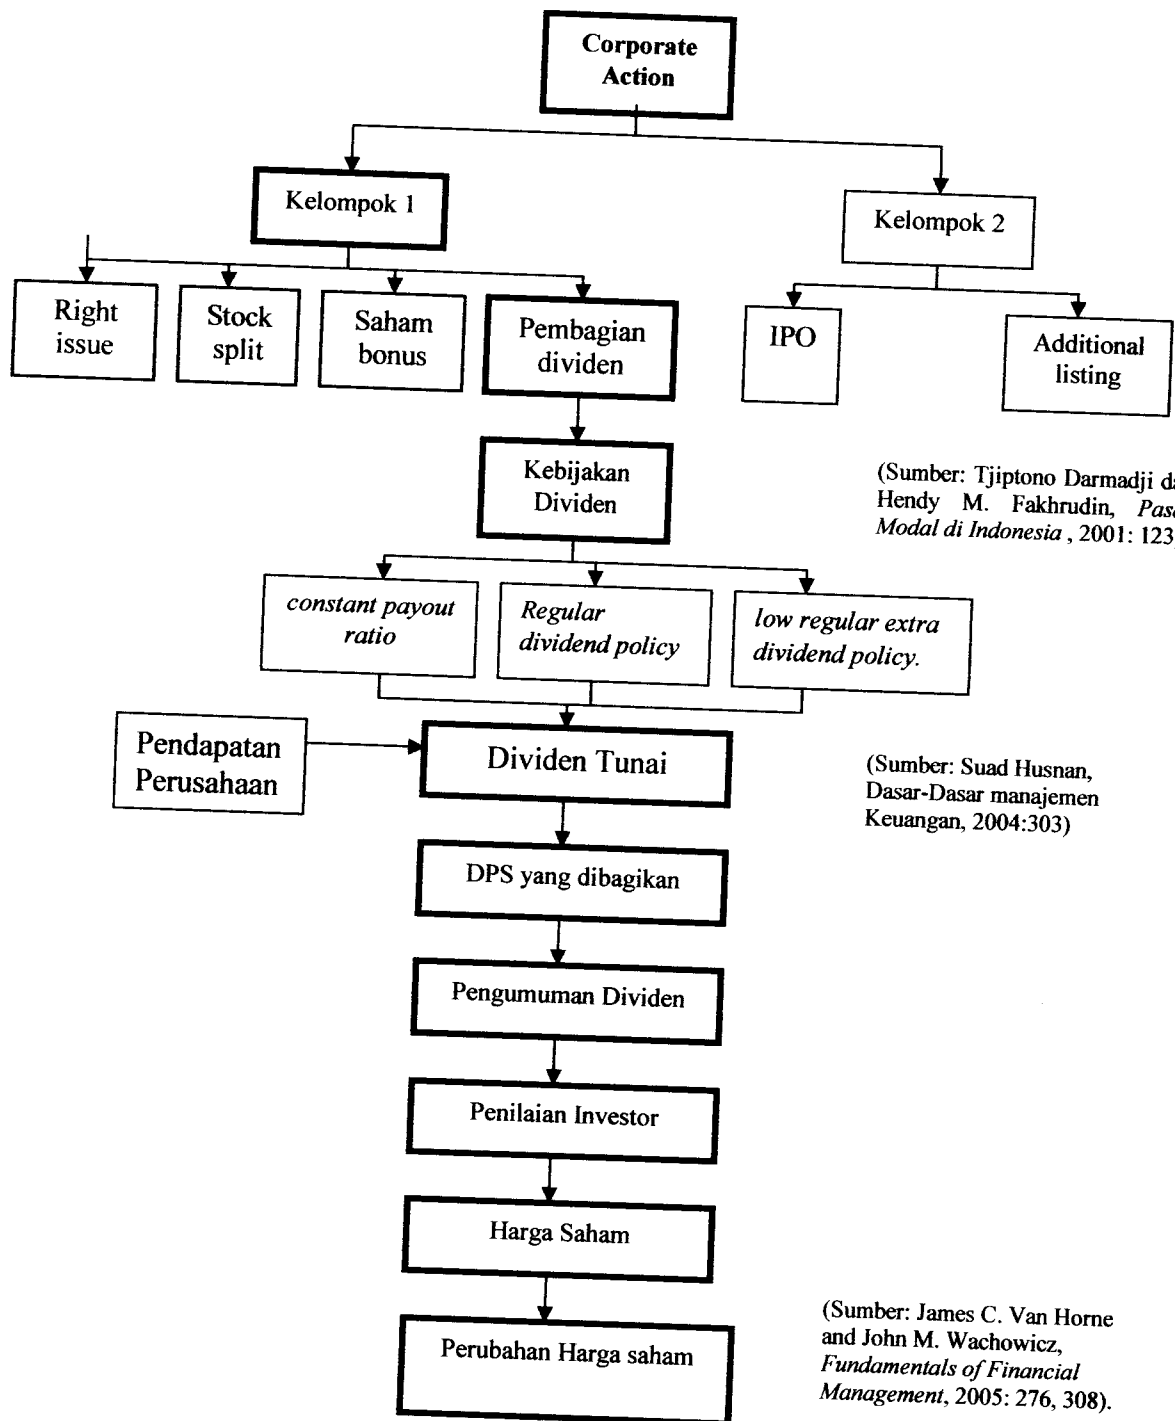 Corporate
Action
Kelompok 1
Kelompok 2
Right
issue
Stock
split
Saham
bonus
Pembagian
dividen
IPO
Additional
listing
Kebijakan
Dividen
(Sumber: Tjiptono Darmadji
Hendy M. Fakhrudin,
Modal di Indonesia , 2001: 123
constant payout
ratio
Regular
dividend policy
low regular extra
dividend policy.
Pendapatan
Perusahaan
Dividen Tunai
(Sumber: Suad Husnan,
Dasar-Dasar manajemen
Keuangan, 2004:303)
DPS yang dibagikan
Pengumuman Dividen
Penilaian Investor
Harga Saham
Perubahan Harga saham
(Sumber: James C. Van Horne
and John M. Wachowicz,
Fundamentals of Financial
Management, 2005: 276, 308).